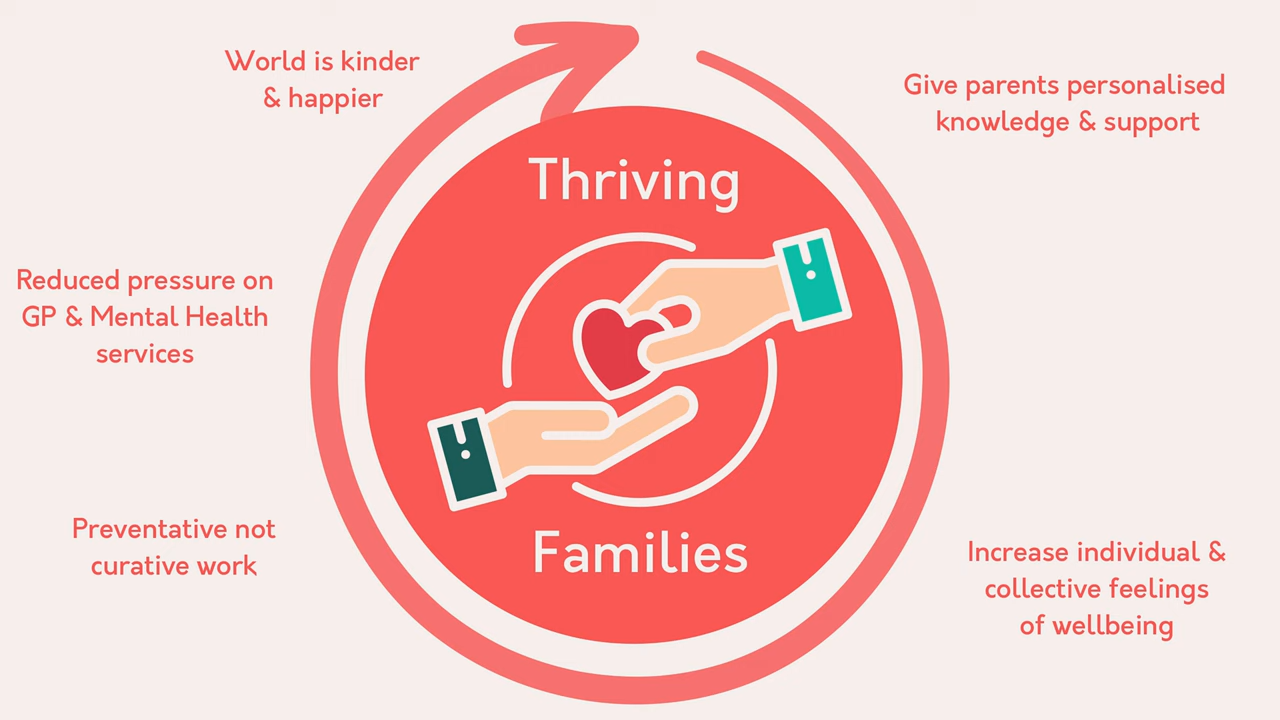 World is kinder
& happier
Give parents personalised
knowledge & support
Thriving
Reduced pressure on
GP & Mental Health
services
Preventative not
curative work
Families
Increase individual &
collective feelings
of wellbeing